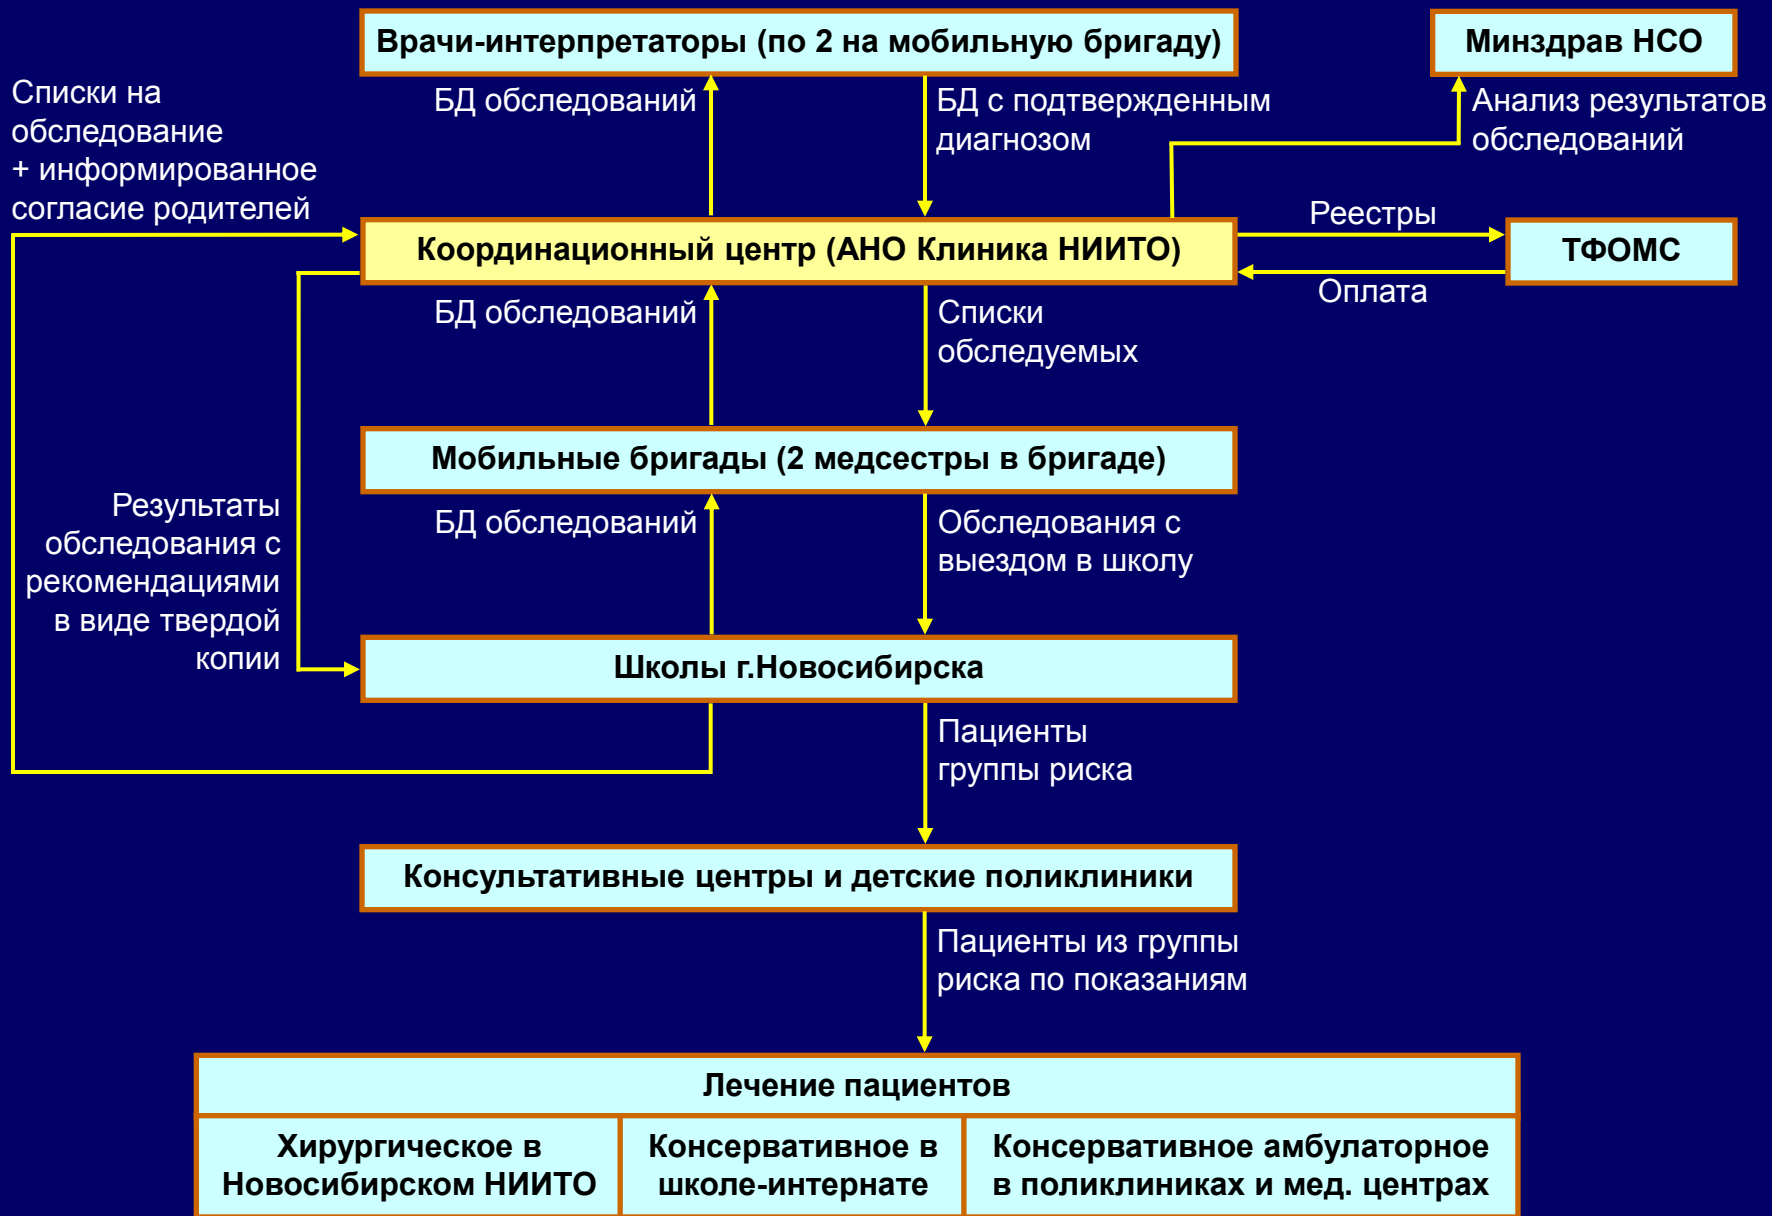 Врачи-интерпретаторы (по 2 на мобильную бригаду)
Минздрав НСО
Списки на
обследование
+ информированное
согласие родителей
БД обследований
БД с подтвержденным
диагнозом
Анализ результатов
обследований
Координационный центр (АНО Клиника НИИТО)
Реестры
ТФОМС
Оплата
БД обследований
Списки
обследуемых
Мобильные бригады (2 медсестры в бригаде)
Результаты
обследования с
рекомендациями
в виде твердой
копии
БД обследований
Обследования с
выездом в школу
Школы г.Новосибирска
Пациенты
группы риска
Консультативные центры и детские поликлиники
Пациенты из группы
риска по показаниям
Лечение пациентов
Хирургическое в
Новосибирском НИИТО
Консервативное в
школе-интернате
Консервативное амбулаторное
в поликлиниках и мед. центрах